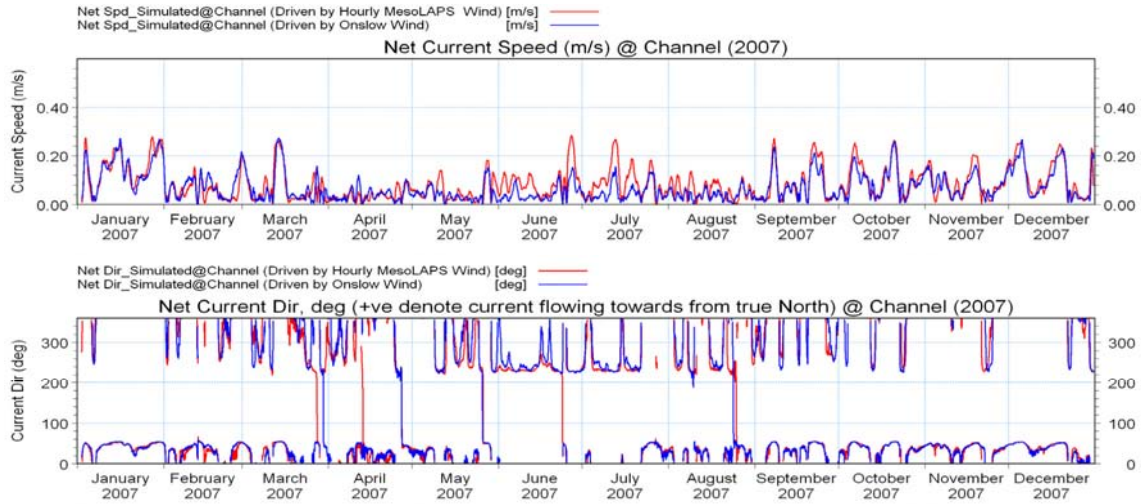 Net Spd_Simulated@Channel (Driven by Hourly MesoLAPS Wind) [m/s]
Net Spd_Simulated@Channel (Driven by Onslow Wind) [m/s]
Net Current Speed (m/s) @ Channel (2007)
Current Speed (m/s)
0.40 0.40
0.20 0.20
0.00 0.00
January February March April May June July August September October November December
2007 2007 2007 2007 2007 2007 2007 2007 2007 2007 2007 2007
Net Dir_Simulated@Channel (Driven by Hourly MesoLAPS Wind) [deg]
Net Dir_Simulated@Channel (Driven by Onslow Wind) [deg]
Net Current Dir, deg (+ve denote current flowing towards from true North) @ Channel (2007)
Current Dir (deg)
300 300
200 200
100 100
0 0
January February March April May June July August September October November December
2007 2007 2007 2007 2007 2007 2007 2007 2007 2007 2007 2007